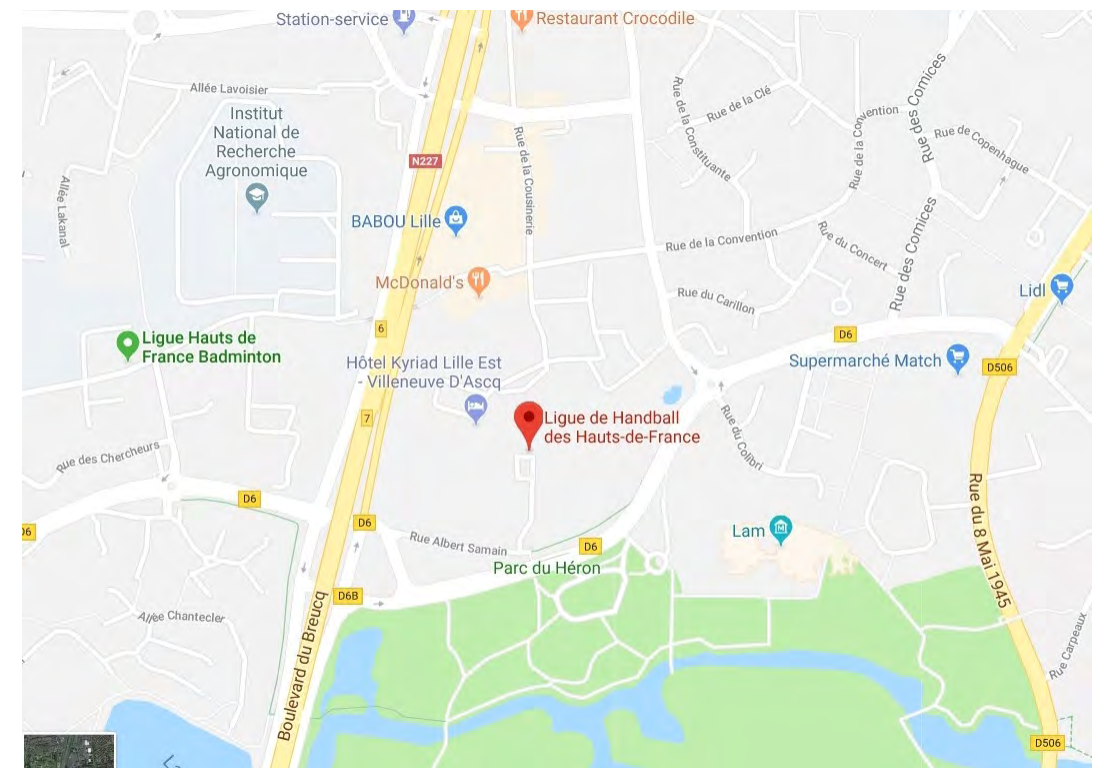 Station-service
Restaurant Crocodile
Allée Lavoisier
Institut
National de
Recherche
Agronomique
Rue de la Clé
Rue de la Constituante
Rue de la Convention
Rue des Comices
Rue de Copenhague
N227
Rue de la Cousinerie
Allée Lakanal
BABOU Lille
Rue de la Convention
Rue du Concert
Rue des Comices
McDonald's
Rue du Carillon
Lidl
6
D6
Ligue Hauts de
France Badminton
Hôtel Kyriad Lille Est
- Villeneuve D'Ascq
Supermarché Match
D506
7
Ligue de Handball
des Hauts-de-France
Rue du Colibri
Rue des Chercheurs
D6
D6
D6
Rue Albert Samain
D6
Lam
Rue du 8 Mai 1945
Parc du Héron
D6B
Allée Chantecler
Boulevard du Breucq
Rue Carpeaux
D506